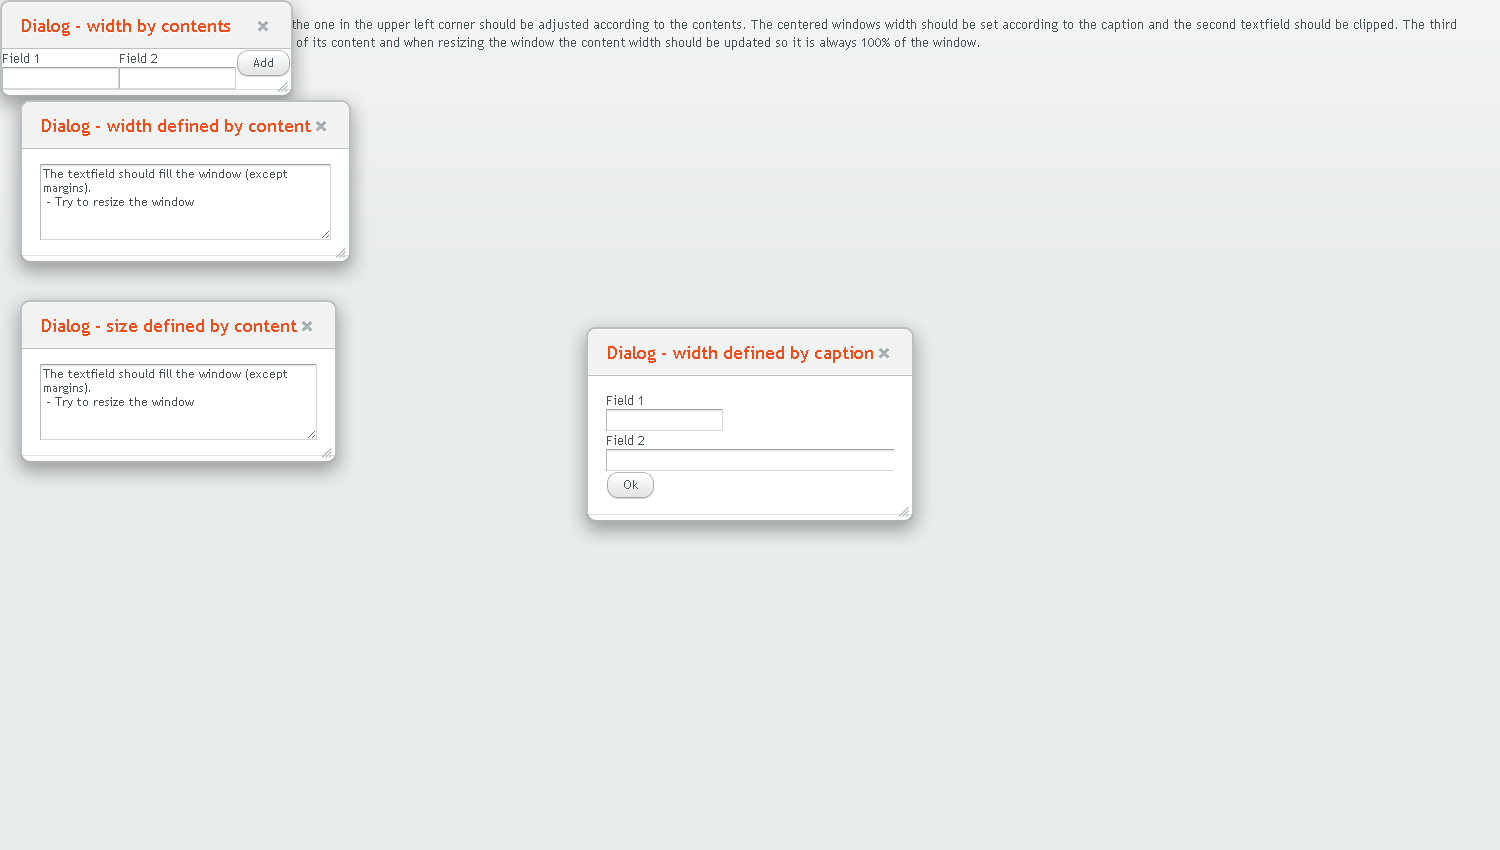 Dialog - width by contents
the one in the upper left corner should be adjusted according to the contents. The centered windows width should be set according to the caption and the second textfield should be clipped. The third
of its content and when resizing the window the content width should be updated so it is always 100% of the window.
Field 1 Field 2 Add
Dialog - width defined by content
The textfield should fill the window (except
margins).
- Try to resize the window
Dialog - size defined by content
The textfield should fill the window (except
margins).
- Try to resize the window
Dialog - width defined by caption
Field 1
Field 2
Ok